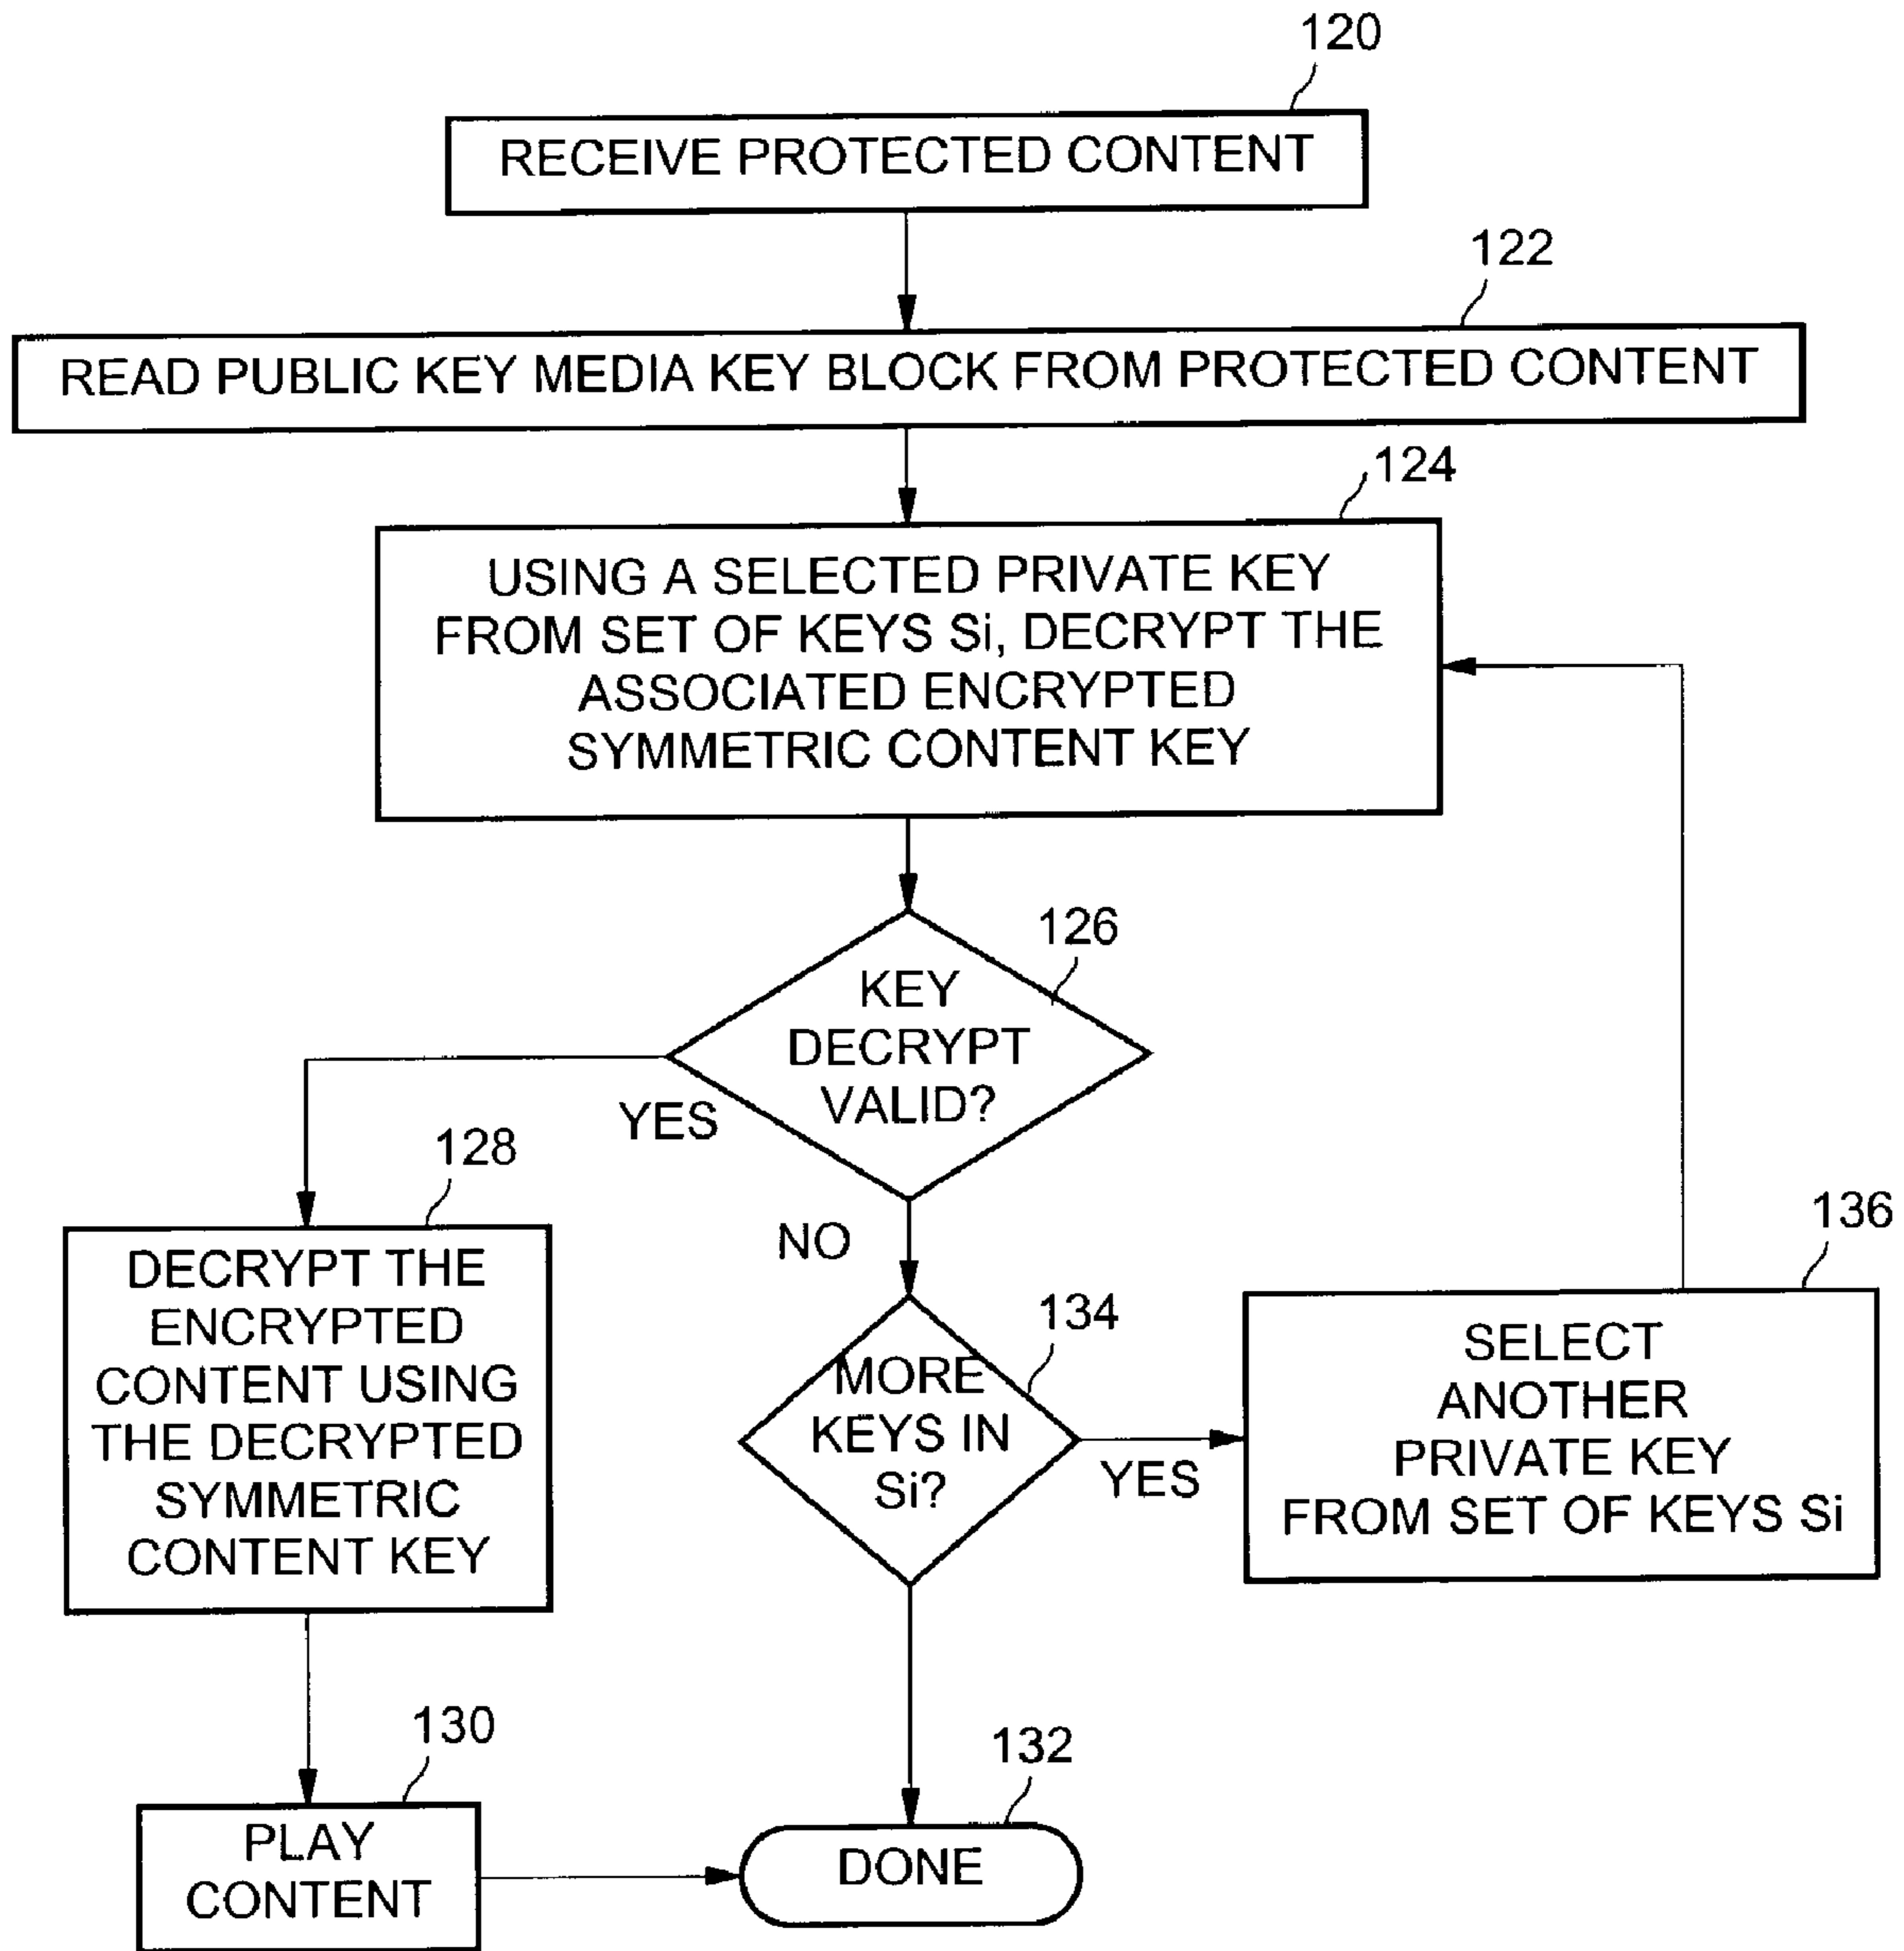 120
RECEIVE PROTECTED CONTENT
122
READ PUBLIC KEY MEDIA KEY BLOCK FROM PROTECTED CONTENT
124
USING A SELECTED PRIVATE KEY
FROM SET OF KEYS Si, DECRYPT THE
ASSOCIATED ENCRYPTED
SYMMETRIC CONTENT KEY
126
KEY
DECRYPT
VALID?
YES
NO
128
DECRYPT THE
ENCRYPTED
CONTENT USING
THE DECRYPTED
SYMMETRIC
CONTENT KEY
134
MORE
KEYS IN
Si?
YES
136
SELECT
ANOTHER
PRIVATE KEY
FROM SET OF KEYS Si
130
PLAY
CONTENT
132
DONE